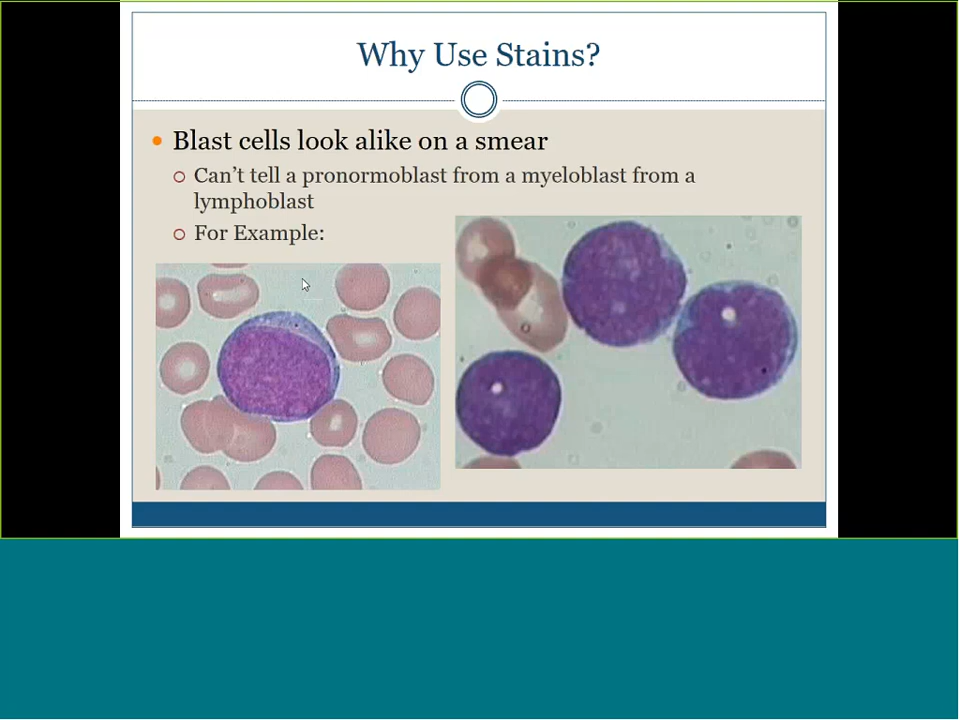 Why Use Stains?
Blast cells look alike on a smear
Can't tell a pronormoblast from a myeloblast from a
lymphoblast
For Example: